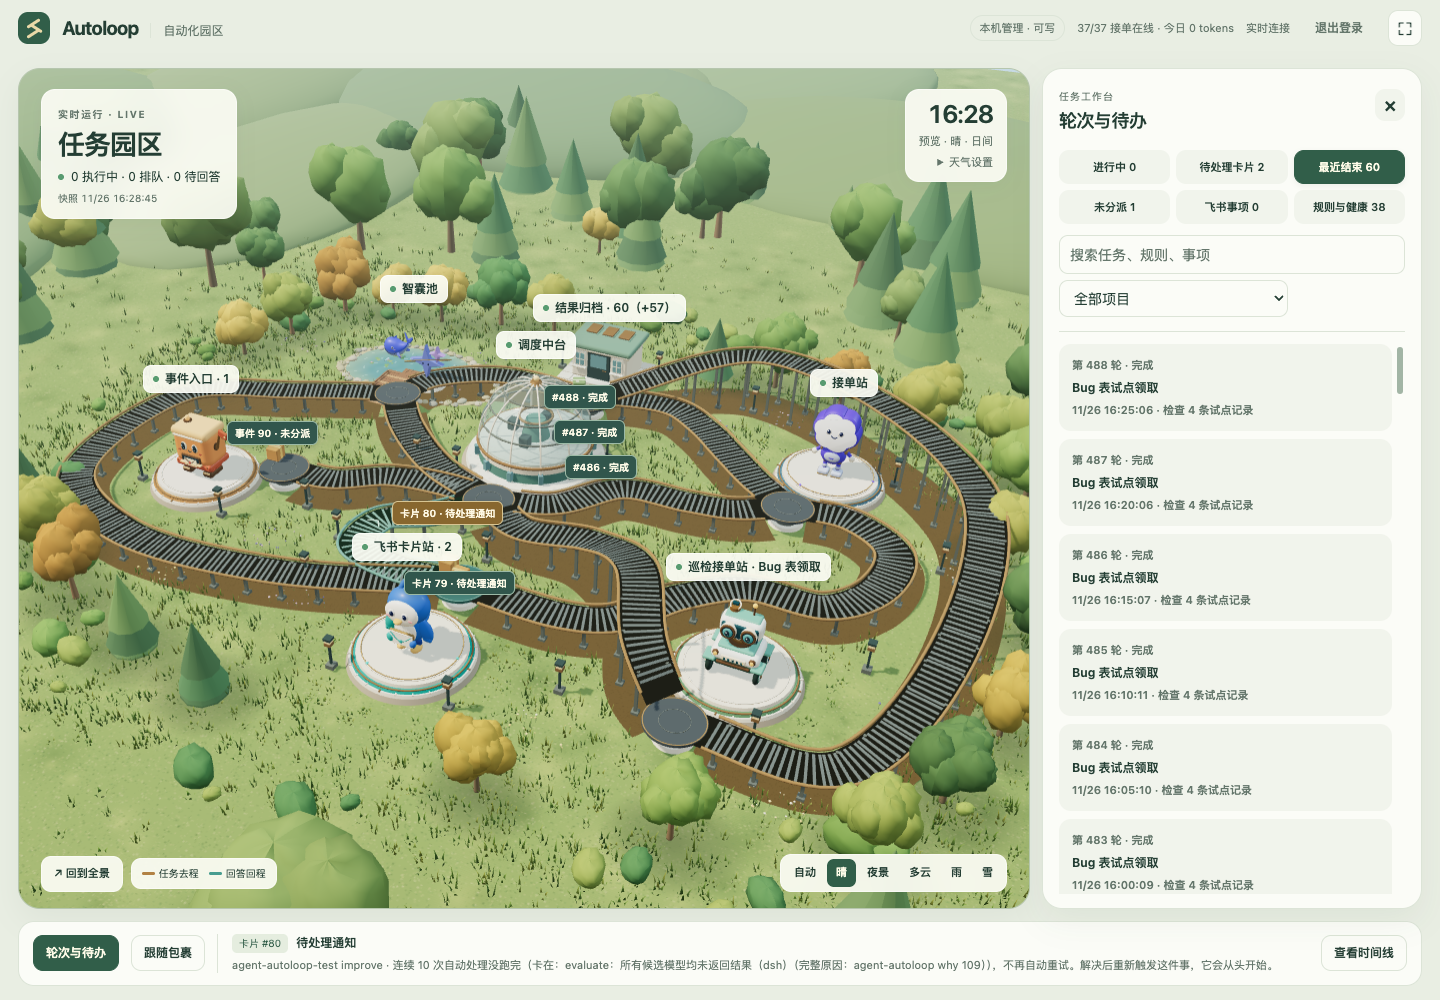 Autoloop
自动化园区
本机管理 · 可写
37/37 接单在线 · 今日 0 tokens
实时连接
退出登录
实时运行 · LIVE
任务园区
0 执行中 · 0 排队 · 0 待回答
快照 11/26 16:28:45
16:28
预览 · 晴 · 日间
▶ 天气设置
智囊池
结果归档 · 60（+57）
调度中台
事件入口 · 1
接单站
#488 · 完成
事件 90 · 未分派
#487 · 完成
#486 · 完成
卡片 80 · 待处理通知
飞书卡片站 · 2
巡检接单站 · Bug 表领取
卡片 79 · 待处理通知
↗ 回到全景
任务去程
回答回程
自动
晴
夜景
多云
雨
雪
任务工作台
轮次与待办
×
进行中 0
待处理卡片 2
最近结束 60
未分派 1
飞书事项 0
规则与健康 38
搜索任务、规则、事项
全部项目
第 488 轮 · 完成
Bug 表试点领取
11/26 16:25:06 · 检查 4 条试点记录
第 487 轮 · 完成
Bug 表试点领取
11/26 16:20:06 · 检查 4 条试点记录
第 486 轮 · 完成
Bug 表试点领取
11/26 16:15:07 · 检查 4 条试点记录
第 485 轮 · 完成
Bug 表试点领取
11/26 16:10:11 · 检查 4 条试点记录
第 484 轮 · 完成
Bug 表试点领取
11/26 16:05:10 · 检查 4 条试点记录
第 483 轮 · 完成
Bug 表试点领取
11/26 16:00:09 · 检查 4 条试点记录
轮次与待办
跟随包裹
卡片 #80
待处理通知
agent-autoloop-test improve · 连续 10 次自动处理没跑完（卡在：evaluate：所有候选模型均未返回结果（dsh）（完整原因：agent-autoloop why 109）），不再自动重试。解决后重新触发这件事，它会从头开始。
查看时间线